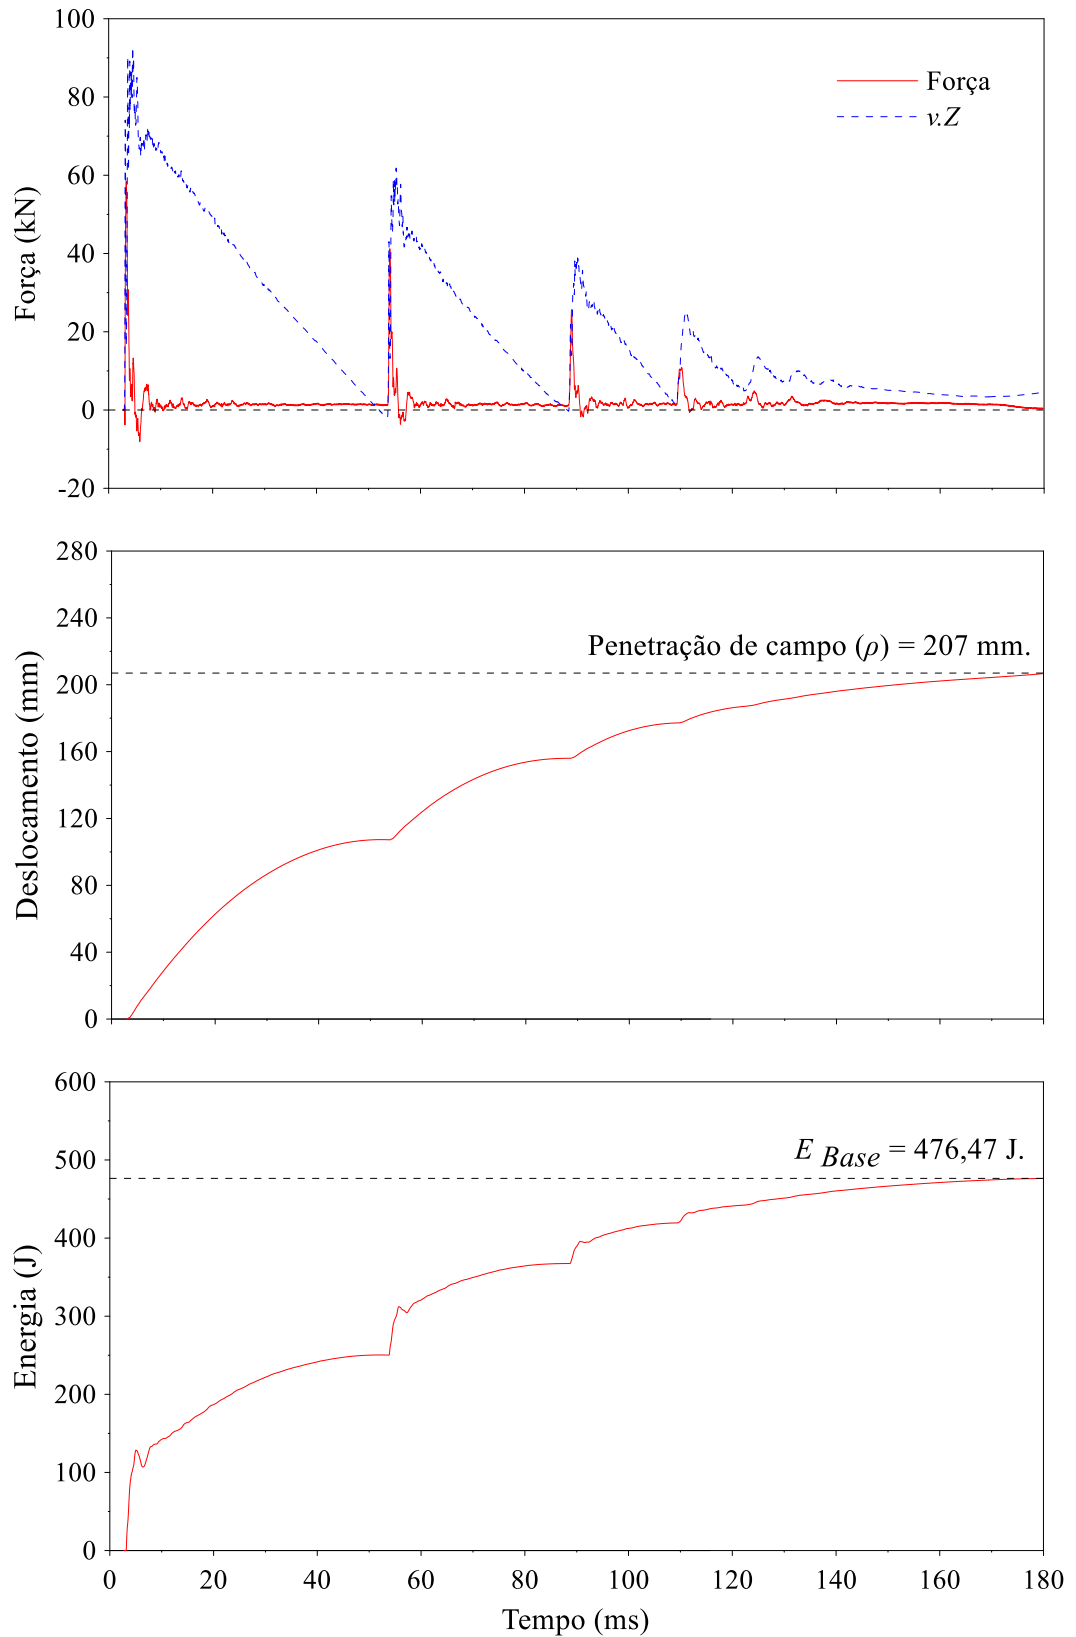 100
80
60
40
20
0
-20
Força (kN)
Força
v.Z
280
240
200
160
120
80
40
0
Deslocamento (mm)
Penetração de campo (ρ) = 207 mm.
600
500
400
300
200
100
0
Energia (J)
E Base = 476,47 J.
0 20 40 60 80 100 120 140 160 180
Tempo (ms)